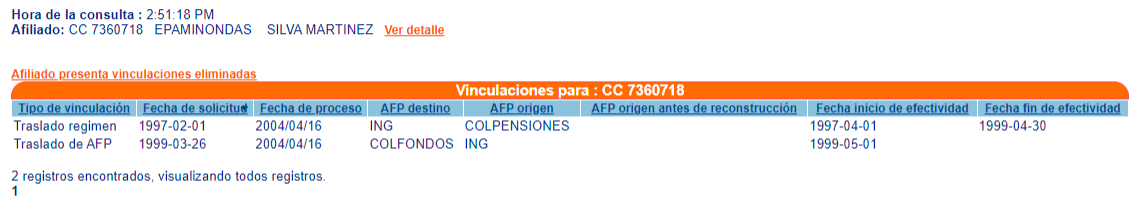 Hora de la consulta : 2:51:18 PM
Afiliado: CC 7360718 EPAMINONDAS SILVA MARTINEZ Ver detalle
Afiliado presenta vinculaciones eliminadas
Vinculaciones para : CC 7360718
Tipo de vinculación Fecha de solicitud Fecha de proceso AFP destino AFP origen AFP origen antes de reconstrucción Fecha inicio de efectividad Fecha fin de efectividad
Traslado regimen 1997-02-01 2004/04/16 ING COLPENSIONES 1997-04-01 1999-04-30
Traslado de AFP 1999-03-26 2004/04/16 COLFONDOS ING 1999-05-01
2 registros encontrados, visualizando todos registros.
1